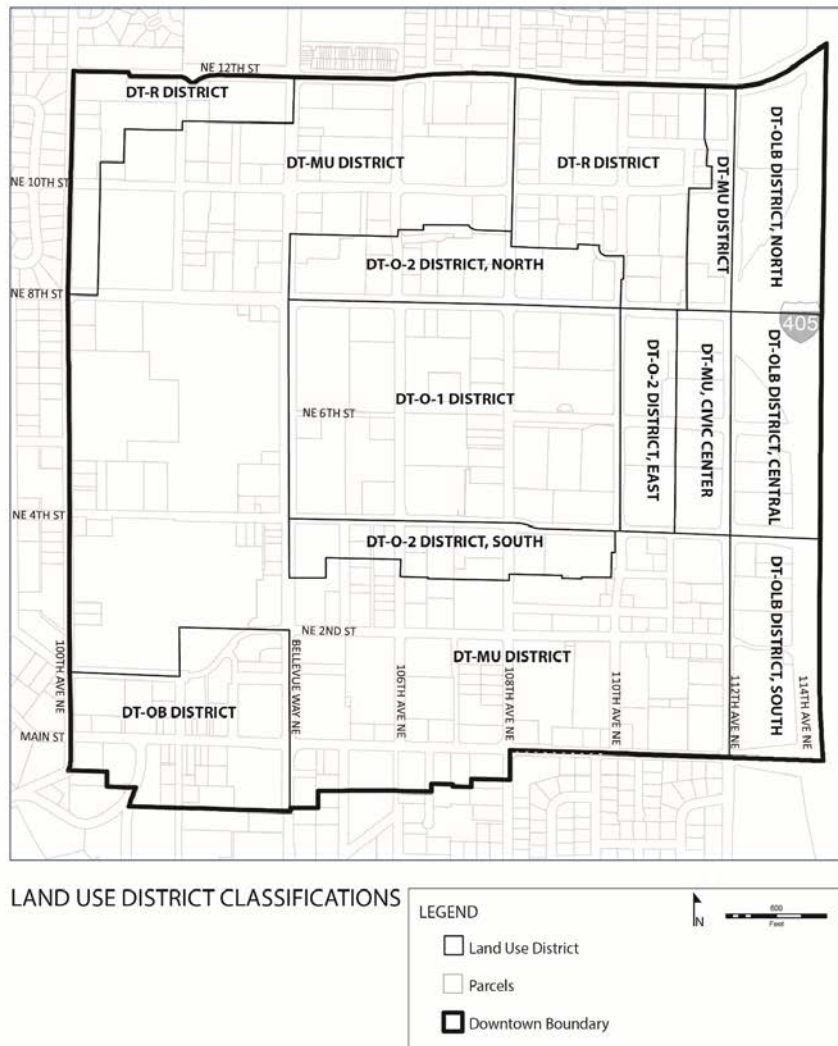 NE 12TH ST
DT-R DISTRICT
DT-MU DISTRICT
DT-R DISTRICT
DT-MU DISTRICT
DT-OLB DISTRICT, NORTH
NE 10TH ST
DT-O-2 DISTRICT, NORTH
NE 8TH ST
405
DT-O-1 DISTRICT
NE 6TH ST
DT-O-2 DISTRICT, EAST
DT-MU, CIVIC CENTER
DT-OLB DISTRICT, CENTRAL
NE 4TH ST
DT-O-2 DISTRICT, SOUTH
NE 2ND ST
DT-MU DISTRICT
DT-OLB DISTRICT, SOUTH
100TH AVE NE
BELLEVUE WAY NE
106TH AVE NE
108TH AVE NE
110TH AVE NE
112TH AVE NE
114TH AVE NE
DT-OB DISTRICT
MAIN ST
LAND USE DISTRICT CLASSIFICATIONS
LEGEND
N
600
Feet
Land Use District
Parcels
Downtown Boundary